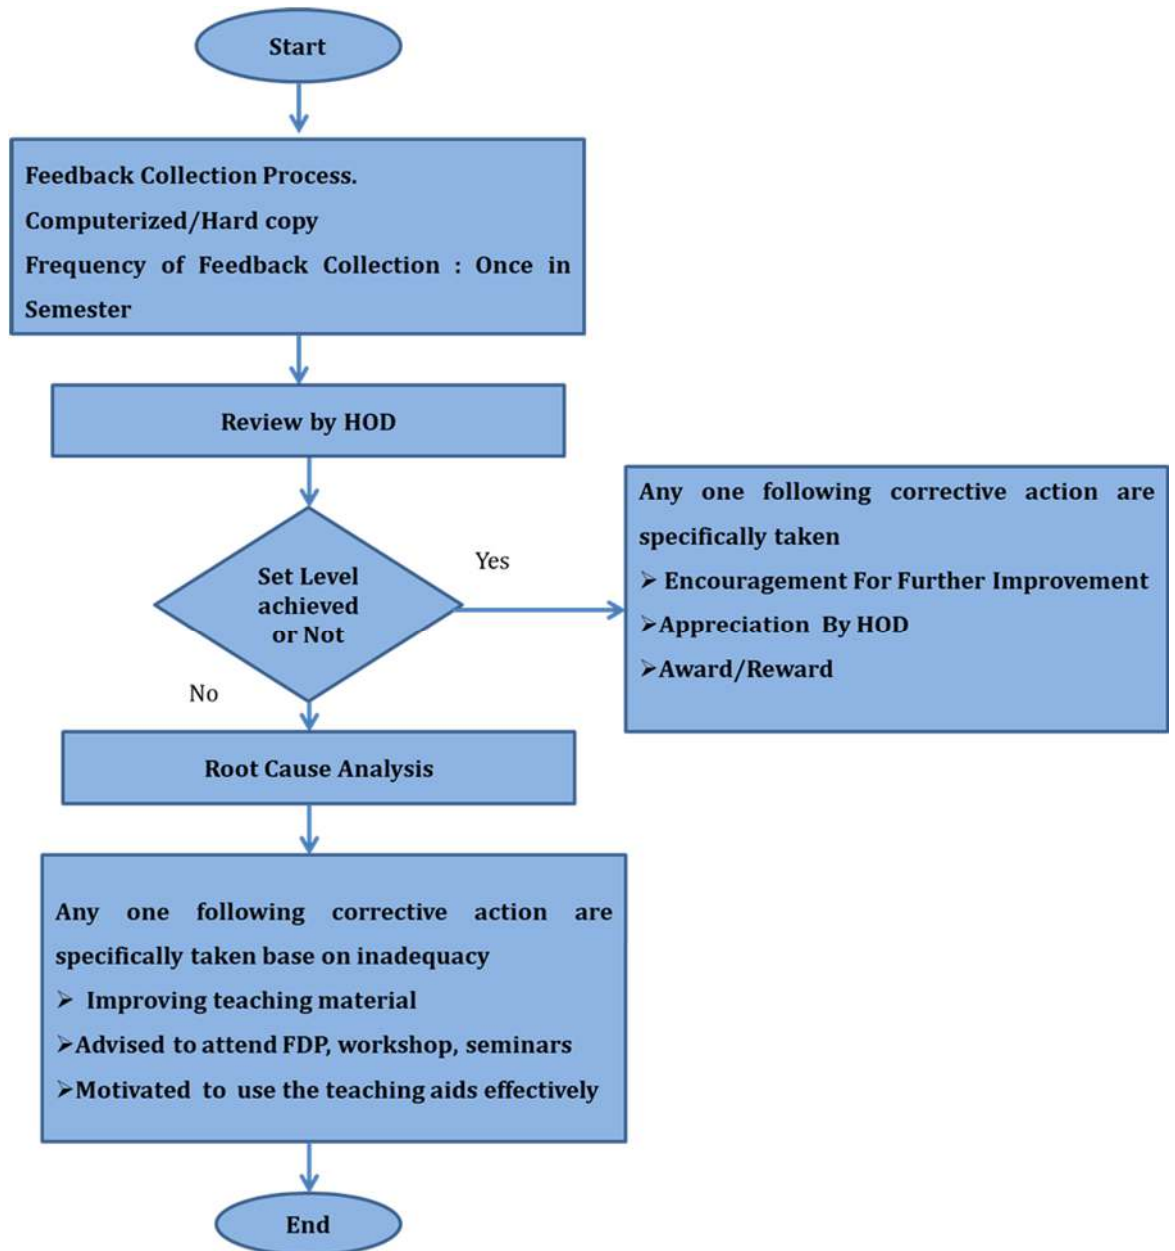 Start
Feedback Collection Process.
Computerized/Hard copy
Frequency of Feedback Collection : Once in
Semester
Review by HOD
Set Level
achieved
or Not
Yes
Any one following corrective action are
specifically taken
➢ Encouragement For Further Improvement
➢Appreciation By HOD
➢Award/Reward
No
Root Cause Analysis
Any one following corrective action are
specifically taken base on inadequacy
➢ Improving teaching material
➢Advised to attend FDP, workshop, seminars
➢Motivated to use the teaching aids effectively
End